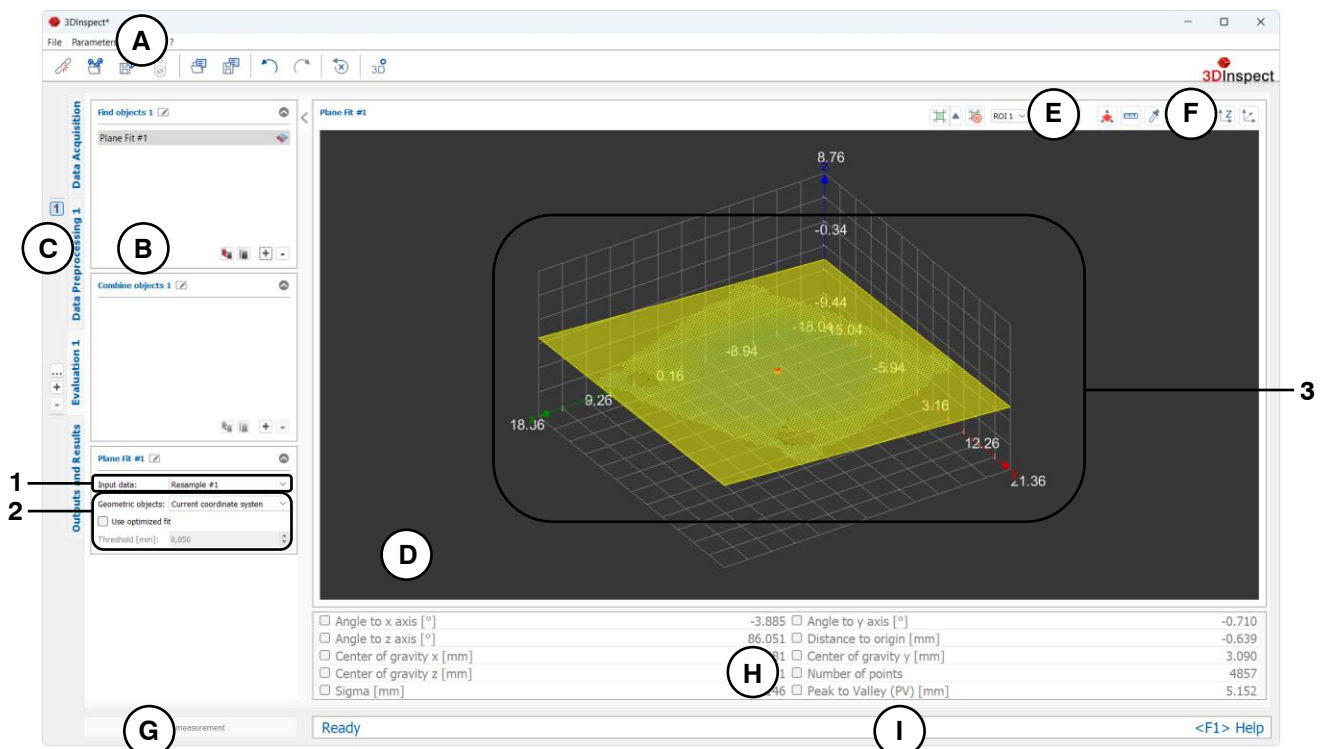 3DInspect*
File Parameters ?
A
3D
3DInspect
Data Acquisition
Data Preprocessing 1
Evaluation 1
Outputs and Results
1
...
+
-
C
Find objects 1
Plane Fit #1
B
+ -
Combine objects 1
+ -
Plane Fit #1
1
Input data: Resample #1
2
Geometric objects: Current coordinate system
Use optimized fit
Threshold [mm]: 0,050
Plane Fit #1
ROI 1
E
F
Z
8.76
Z
-0.34
-9.44
-18.04
-15.04
-8.94
-5.94
0.16
3.16
9.26
12.26
18.36
21.36
3
D
Angle to x axis [°] -3.885 Angle to y axis [°] -0.710
Angle to z axis [°] 86.051 Distance to origin [mm] -0.639
Center of gravity x [mm] Center of gravity y [mm] 3.090
Center of gravity z [mm] Number of points 4857
Sigma [mm] Peak to Valley (PV) [mm] 5.152
H
G
measurement
Ready
I
<F1> Help